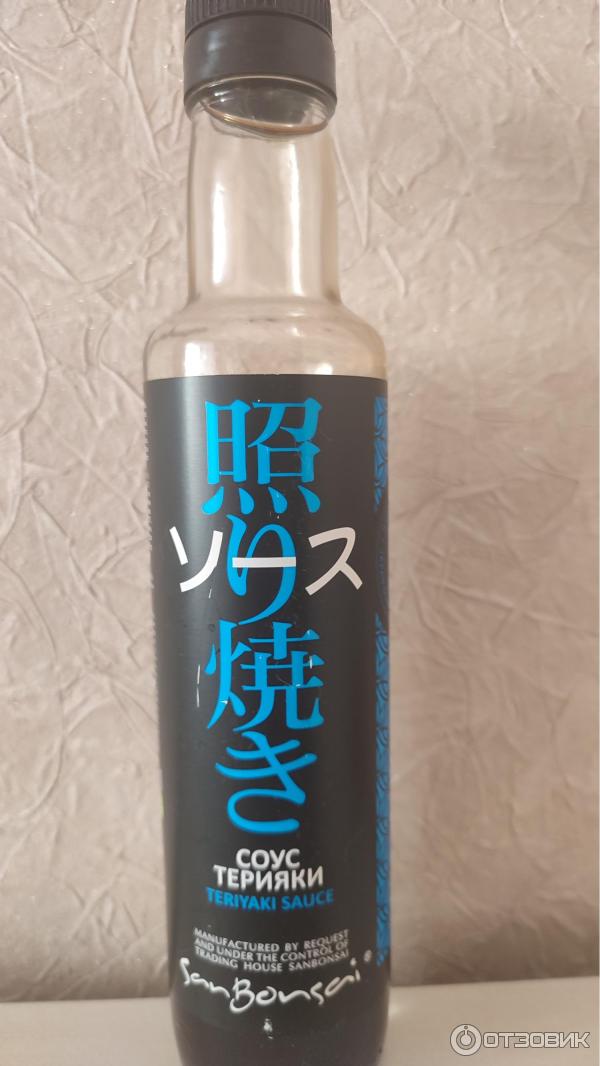 照り焼き
ソース
СОУС
ТЕРИЯКИ
TERIYAKI SAUCE
MANUFACTURED BY REQUEST
AND UNDER THE CONTROL OF
TRADING HOUSE SANBONSAI
SanBonsai®
ОТЗОВИК